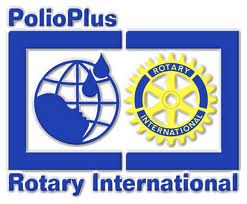 PolioPlus
ROTARY
INTERNATIONAL
Rotary International